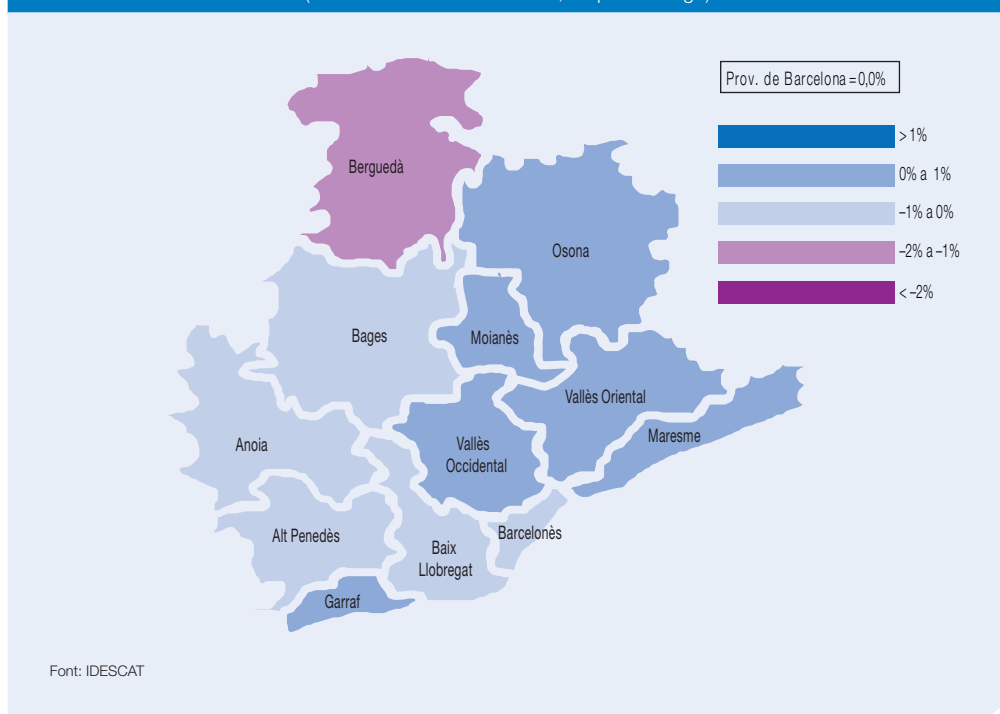 Prov. de Barcelona = 0,0%
> 1%
0% a 1%
–1% a 0%
–2% a –1%
< –2%
Berguedà
Osona
Bages
Moianès
Vallès Oriental
Maresme
Anoia
Vallès
Occidental
Alt Penedès
Baix
Llobregat
Barcelonès
Garraf
Font: IDESCAT